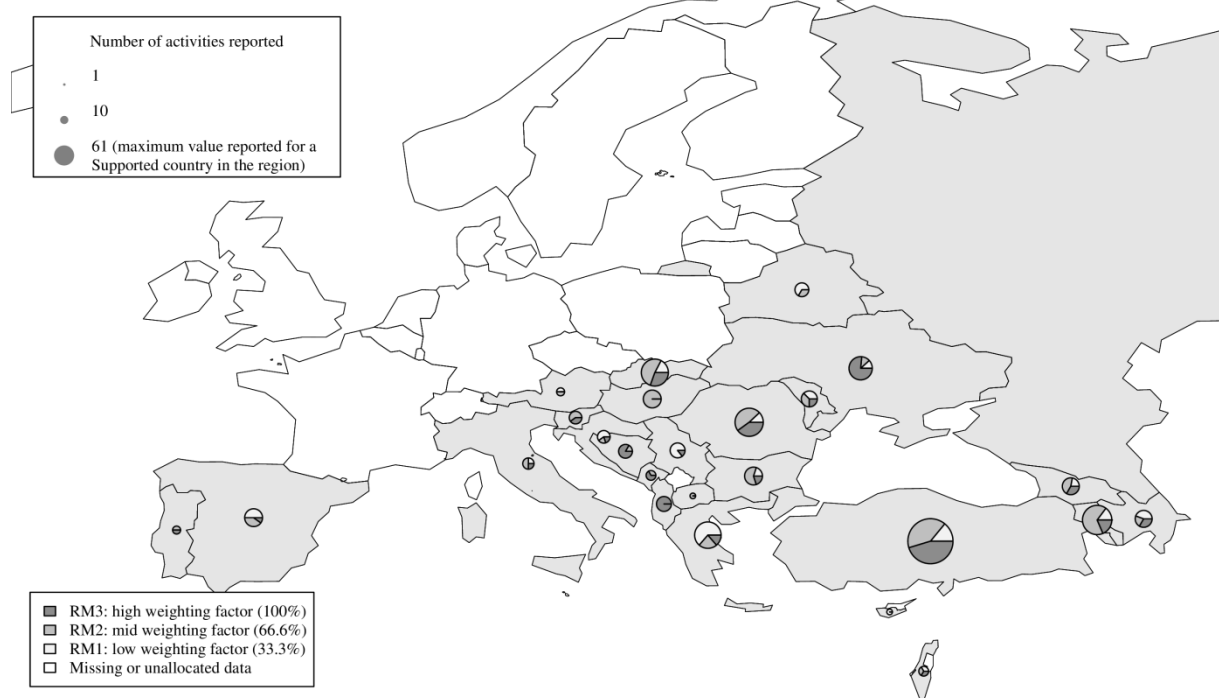 Number of activities reported
1
10
61 (maximum value reported for a
Supported country in the region)
RM3: high weighting factor (100%)
RM2: mid weighting factor (66.6%)
RM1: low weighting factor (33.3%)
Missing or unallocated data